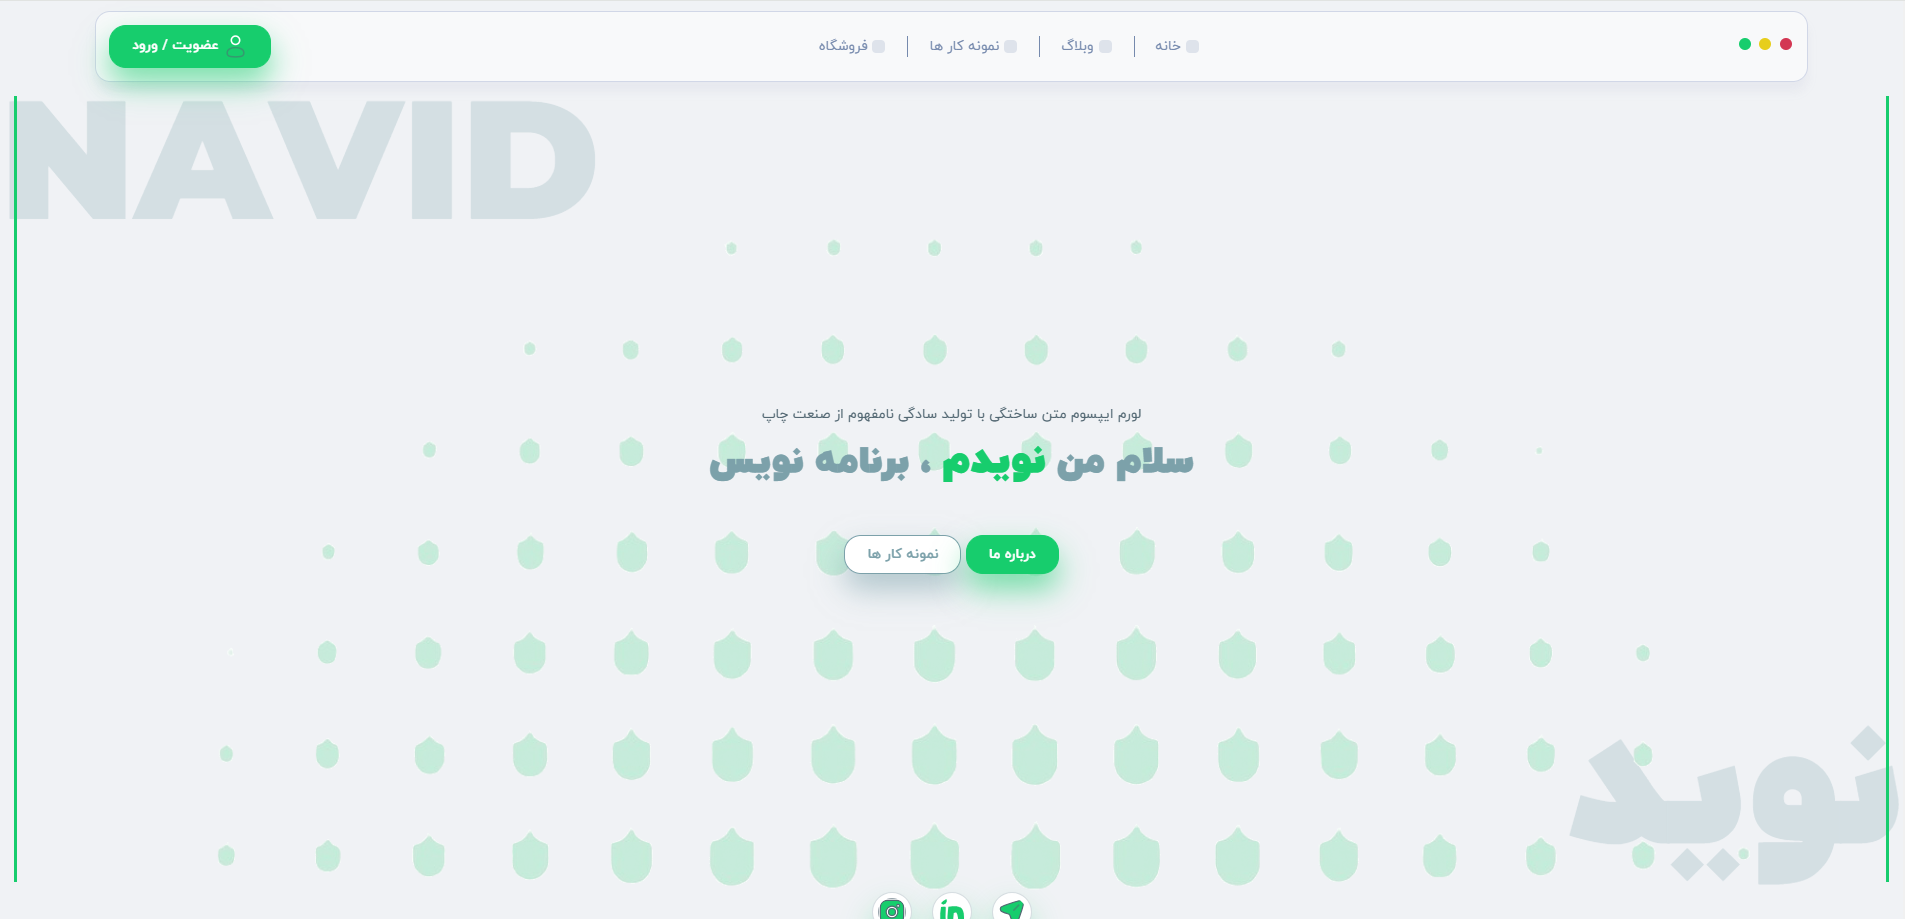 خانه
وبلاگ
نمونه کار ها
فروشگاه
عضویت / ورود
NAVID
لورم ایپسوم متن ساختگی با تولید سادگی نامفهوم از صنعت چاپ
سلام من نویدم ، برنامه نویس
درباره ما
نمونه کار ها
نوید
in